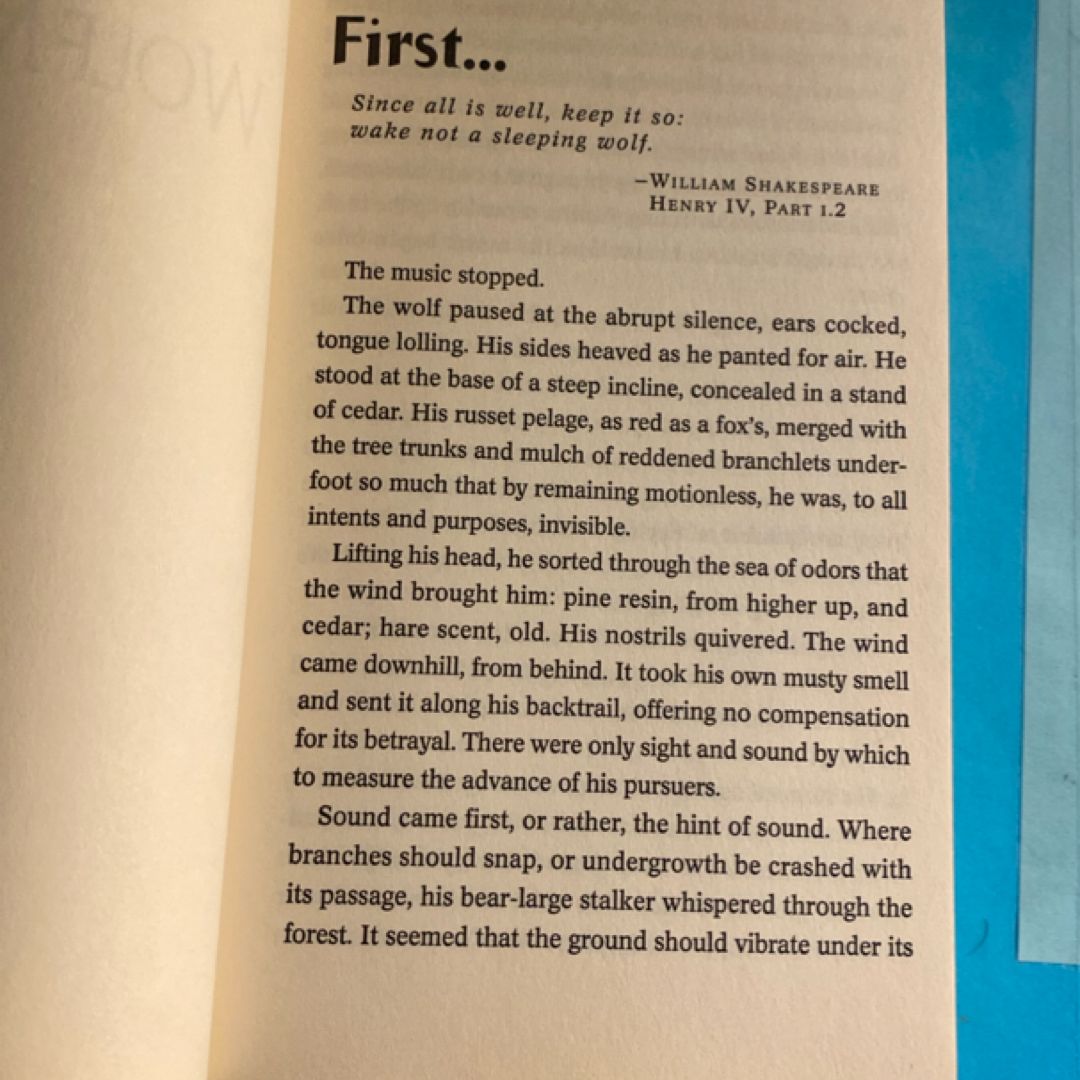 First...
Since all is well, keep it so:
wake not a sleeping wolf.
–William Shakespeare
Henry IV, Part 1.2
The music stopped.
The wolf paused at the abrupt silence, ears cocked,
tongue lolling. His sides heaved as he panted for air. He
stood at the base of a steep incline, concealed in a stand
of cedar. His russet pelage, as red as a fox's, merged with
the tree trunks and mulch of reddened branchlets under-
foot so much that by remaining motionless, he was, to all
intents and purposes, invisible.
Lifting his head, he sorted through the sea of odors that
the wind brought him: pine resin, from higher up, and
cedar; hare scent, old. His nostrils quivered. The wind
came downhill, from behind. It took his own musty smell
and sent it along his backtrail, offering no compensation
for its betrayal. There were only sight and sound by which
to measure the advance of his pursuers.
Sound came first, or rather, the hint of sound. Where
branches should snap, or undergrowth be crashed with
its passage, his bear-large stalker whispered through the
forest. It seemed that the ground should vibrate under its